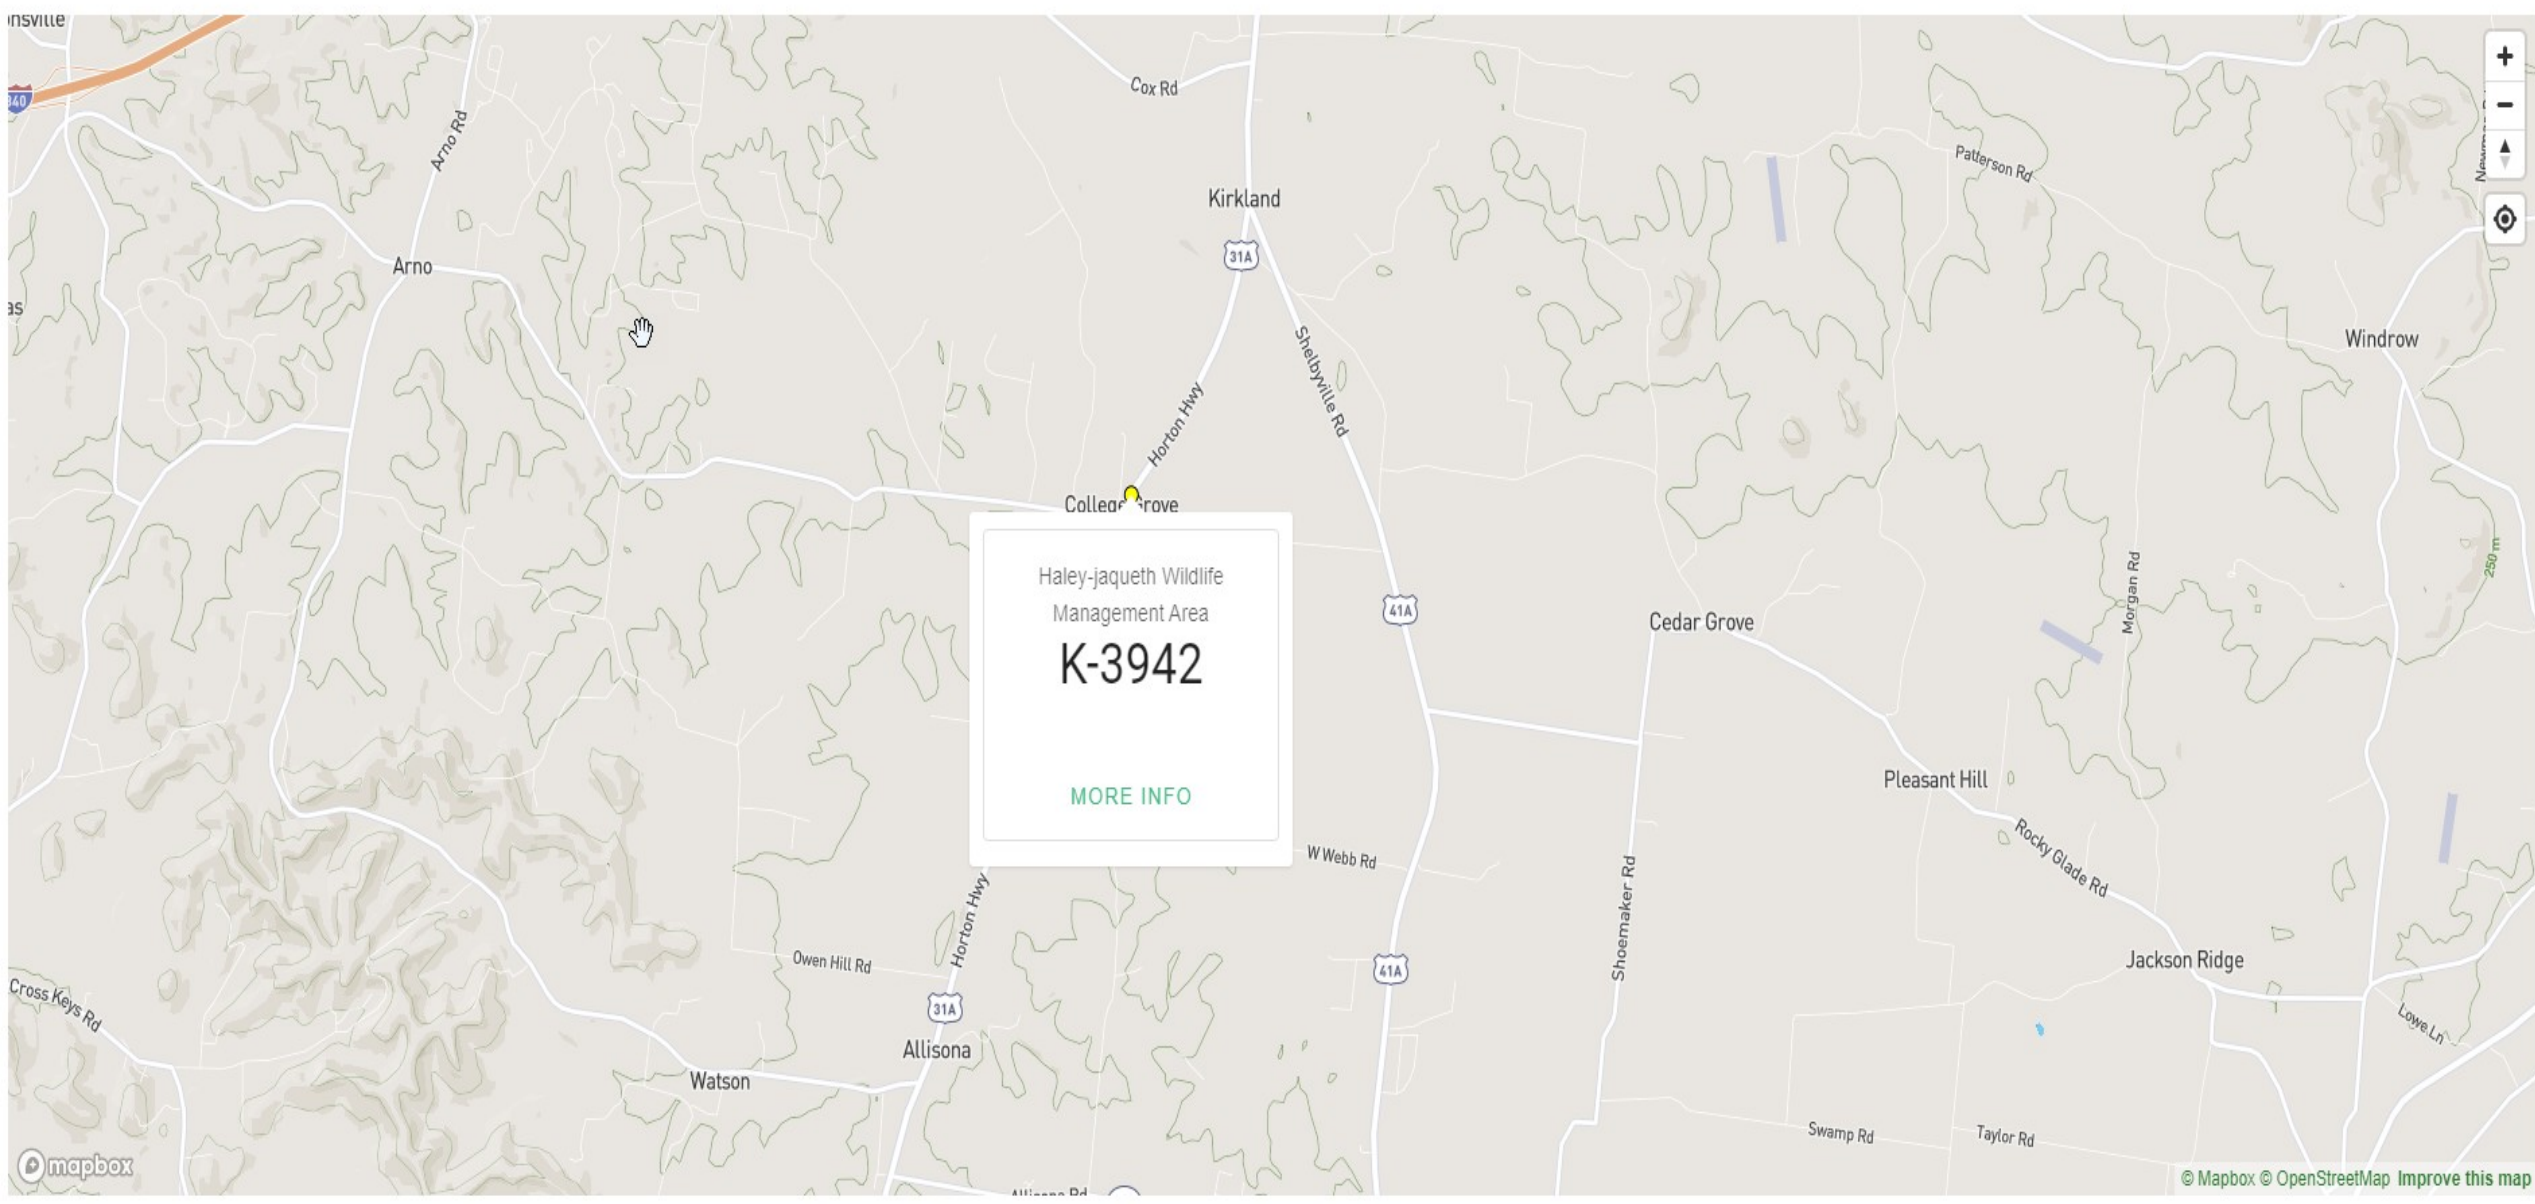 Cox Rd
Arno Rd
Patterson Rd
Kirkland
31A
Arno
Windrow
Shelbyville Rd
Horton Hwy
College Grove
250 m
Haley-jaqueth Wildlife
Management Area
K-3942
MORE INFO
41A
Morgan Rd
Cedar Grove
Pleasant Hill
Rocky Glade Rd
W Webb Rd
Shoemaker Rd
Horton Hwy
Owen Hill Rd
Jackson Ridge
41A
Cross Keys Rd
31A
Lowe Ln
Allisona
Watson
Swamp Rd
Taylor Rd
mapbox
© Mapbox © OpenStreetMap Improve this map